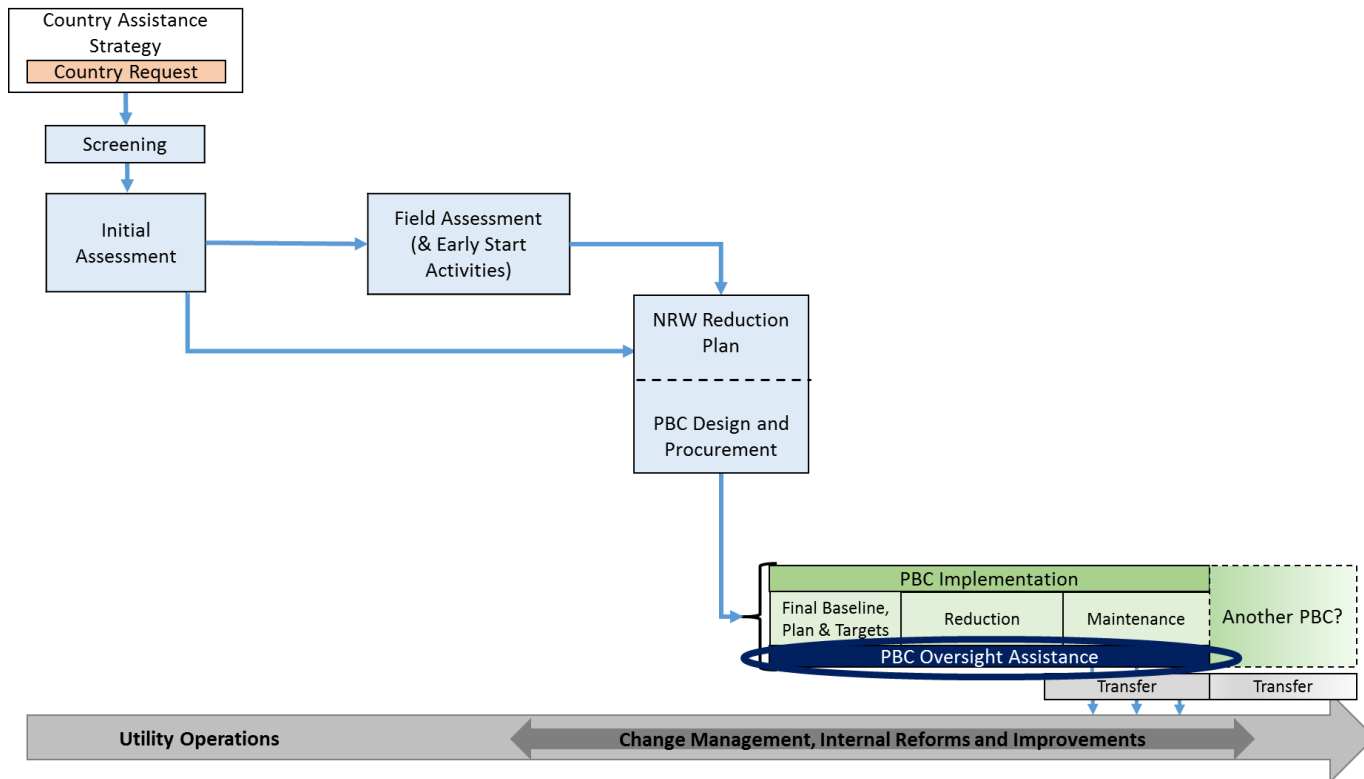 Country Assistance
Strategy
Country Request
Screening
Initial
Assessment
Field Assessment
(& Early Start
Activities)
NRW Reduction
Plan
PBC Design and
Procurement
PBC Implementation
Final Baseline,
Plan & Targets
Reduction
Maintenance
Another PBC?
PBC Oversight Assistance
Transfer
Transfer
Utility Operations
Change Management, Internal Reforms and Improvements